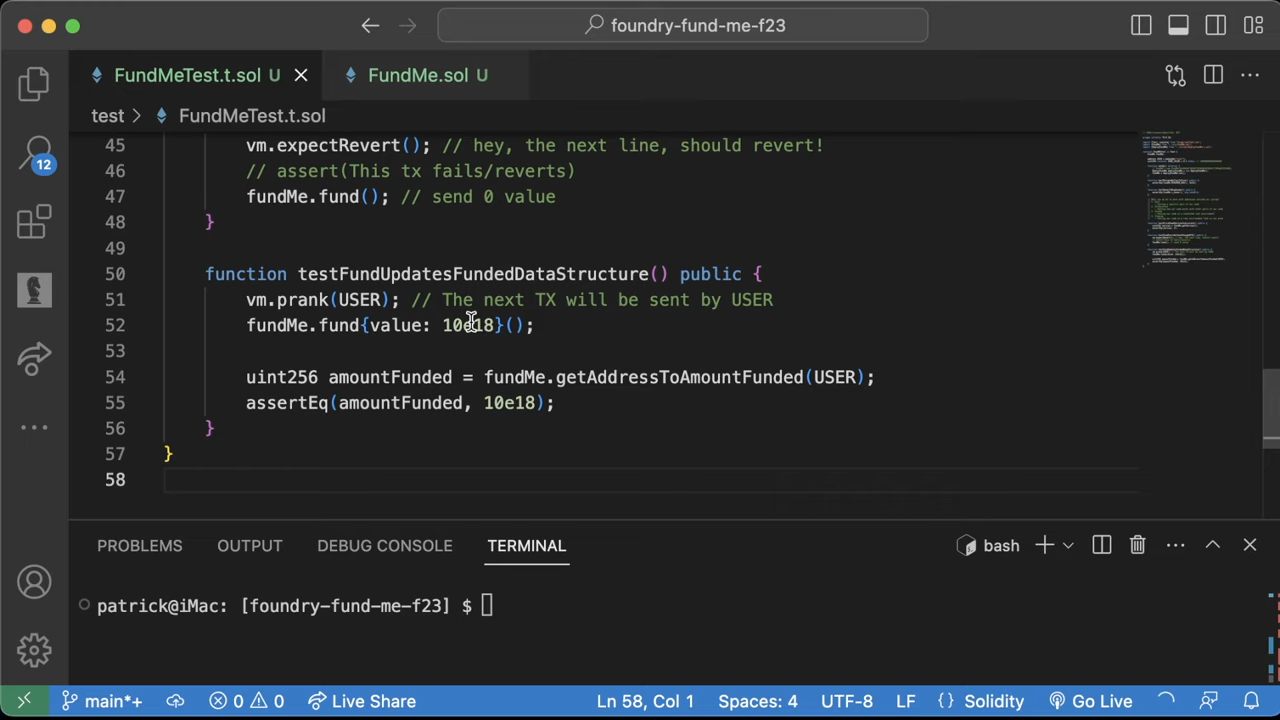 foundry-fund-me-f23
FundMeTest.t.sol U
FundMe.sol U
test > FundMeTest.t.sol
12
45 vm.expectRevert(); // hey, the next line, should revert!
46 // assert(This tx fails/reverts)
47 fundMe.fund(); // send 0 value
48 }
49
50 function testFundUpdatesFundedDataStructure() public {
51 vm.prank(USER); // The next TX will be sent by USER
52 fundMe.fund{value: 10e18}();
53
54 uint256 amountFunded = fundMe.getAddressToAmountFunded(USER);
55 assertEq(amountFunded, 10e18);
56 }
57 }
58
PROBLEMS OUTPUT DEBUG CONSOLE TERMINAL bash
patrick@iMac: [foundry-fund-me-f23] $
main*+ 0 0 Live Share Ln 58, Col 1 Spaces: 4 UTF-8 LF {} Solidity Go Live